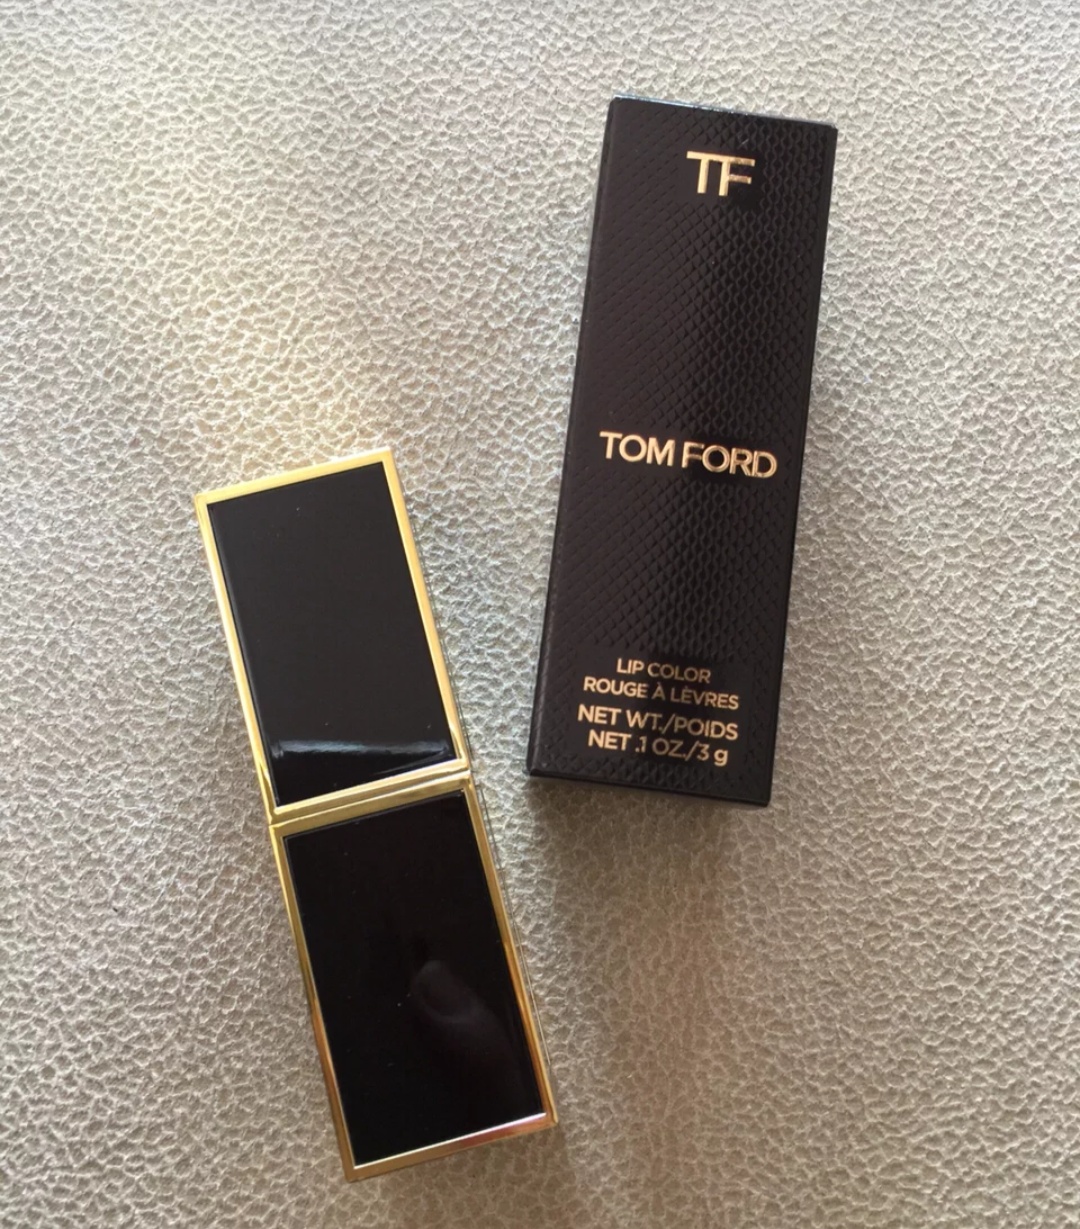 TF
TOM FORD
LIP COLOR
ROUGE À LÈVRES
NET WT./POIDS
NET .1 OZ./3 g